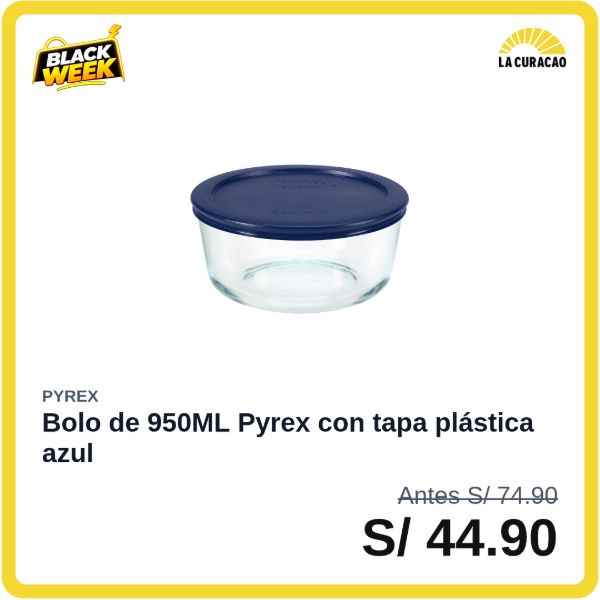 BLACK
WEEK
LA CURACAO
PYREX
Bolo de 950ML Pyrex con tapa plástica
azul
Antes S/ 74.90
S/ 44.90